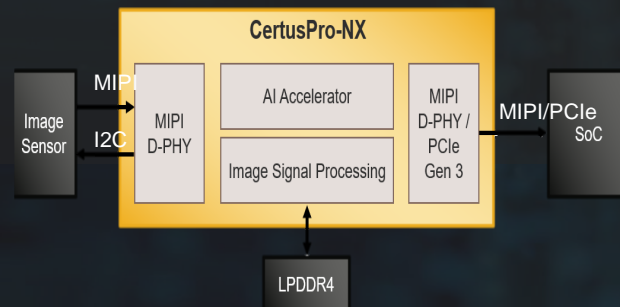 CertusPro-NX
MIPI
I2C
Image
Sensor
MIPI
D-PHY
AI Accelerator
Image Signal Processing
MIPI
D-PHY /
PCIe
Gen 3
MIPI/PCIe
SoC
LPDDR4